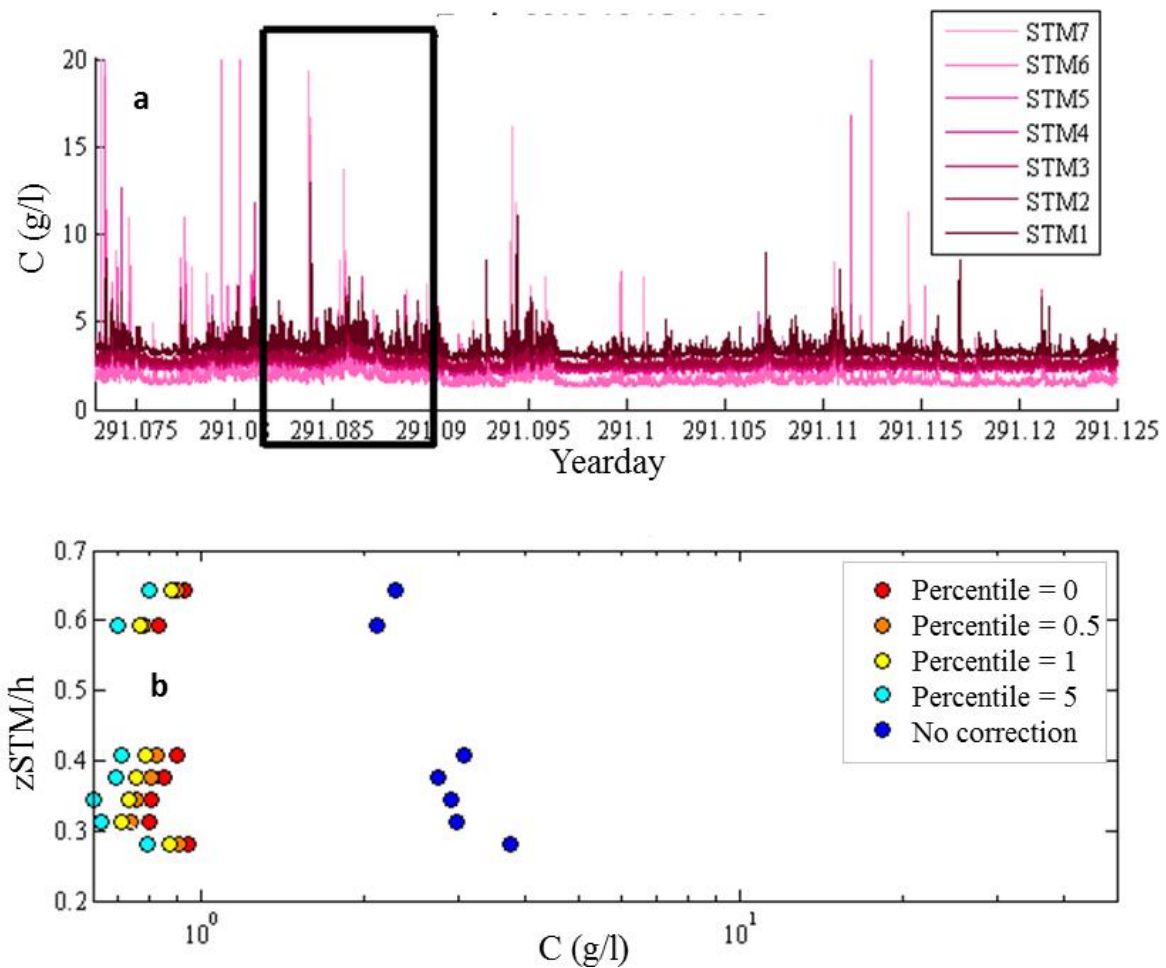 STM7
STM6
STM5
STM4
STM3
STM2
STM1
a
20
15
10
5
0
C (g/l)
291.075 291.085 291.095 291.1 291.105 291.11 291.115 291.12 291.125
Yearday
0.7
0.6
0.5
0.4
0.3
0.2
zSTM/h
b
Percentile = 0
Percentile = 0.5
Percentile = 1
Percentile = 5
No correction
10^0 10^1
C (g/l)